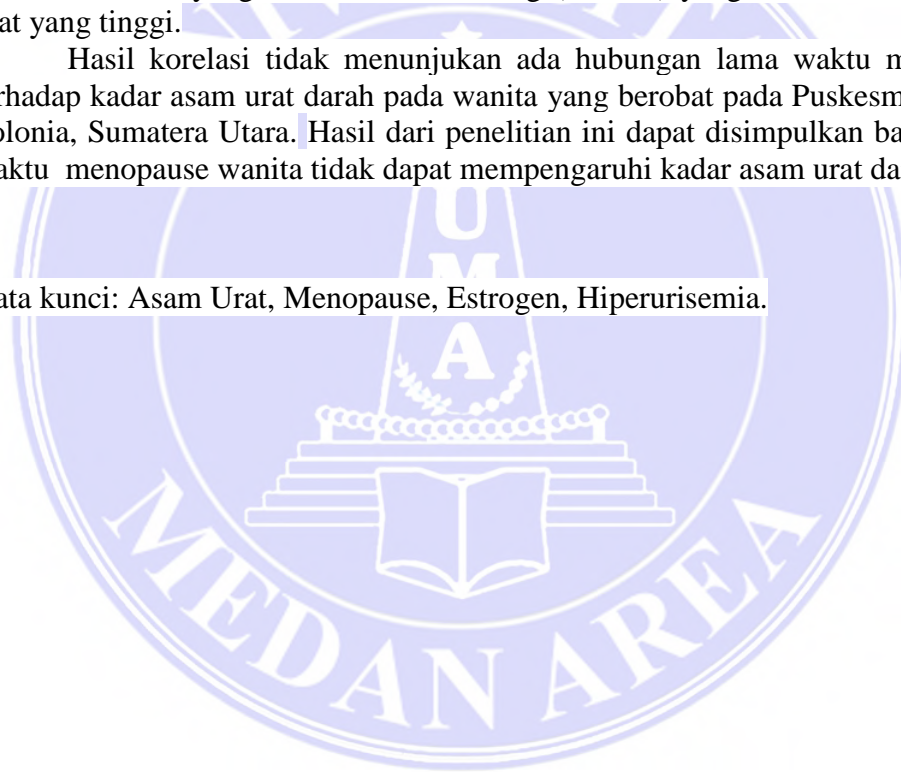 at yang tinggi.
Hasil korelasi tidak menunjukan ada hubungan lama waktu m
rhadap kadar asam urat darah pada wanita yang berobat pada Puskesm
olonia, Sumatera Utara. Hasil dari penelitian ini dapat disimpulkan ba
aktu menopause wanita tidak dapat mempengaruhi kadar asam urat da
ata kunci: Asam Urat, Menopause, Estrogen, Hiperurisemia.
U
M
A
MEDAN AREA